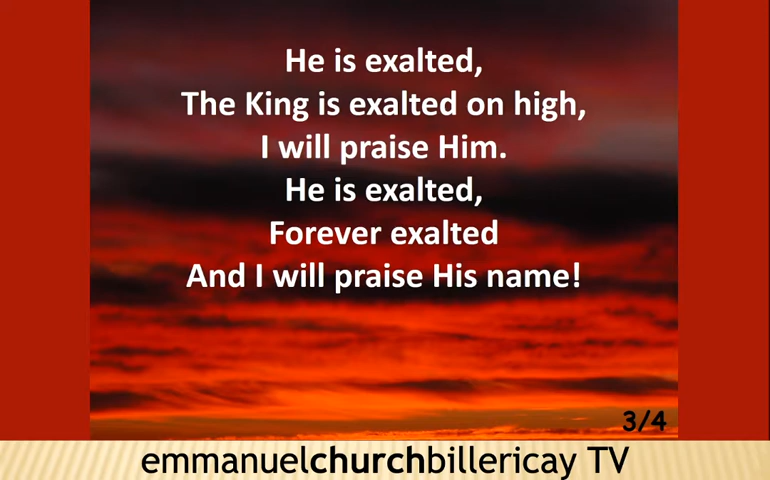 He is exalted,
The King is exalted on high,
I will praise Him.
He is exalted,
Forever exalted
And I will praise His name!
3/4
emmanuelchurchbillericay TV